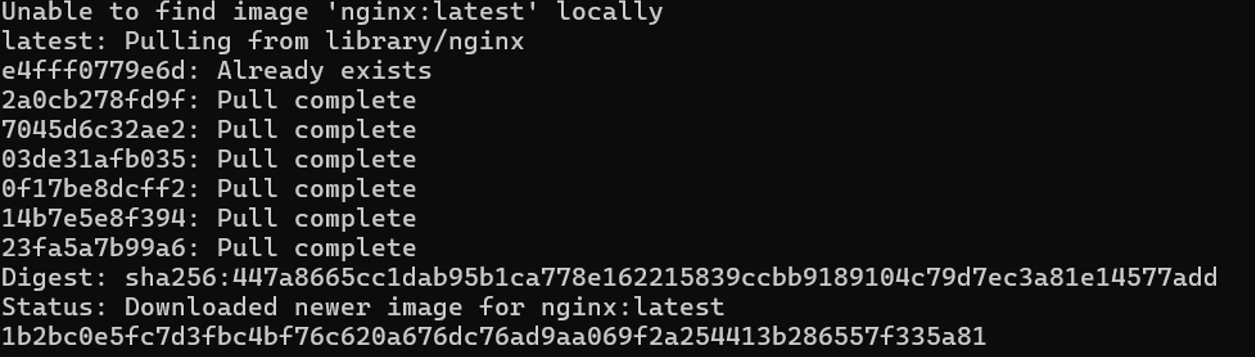 Unable to find image 'nginx:latest' locally
latest: Pulling from library/nginx
e4fff0779e6d: Already exists
2a0cb278fd9f: Pull complete
7045d6c32ae2: Pull complete
03de31afb035: Pull complete
0f17be8dcff2: Pull complete
14b7e5e8f394: Pull complete
23fa5a7b99a6: Pull complete
Digest: sha256:447a8665cc1dab95b1ca778e162215839ccbb9189104c79d7ec3a81e14577add
Status: Downloaded newer image for nginx:latest
1b2bc0e5fc7d3fbc4bf76c620a676dc76ad9aa069f2a254413b286557f335a81